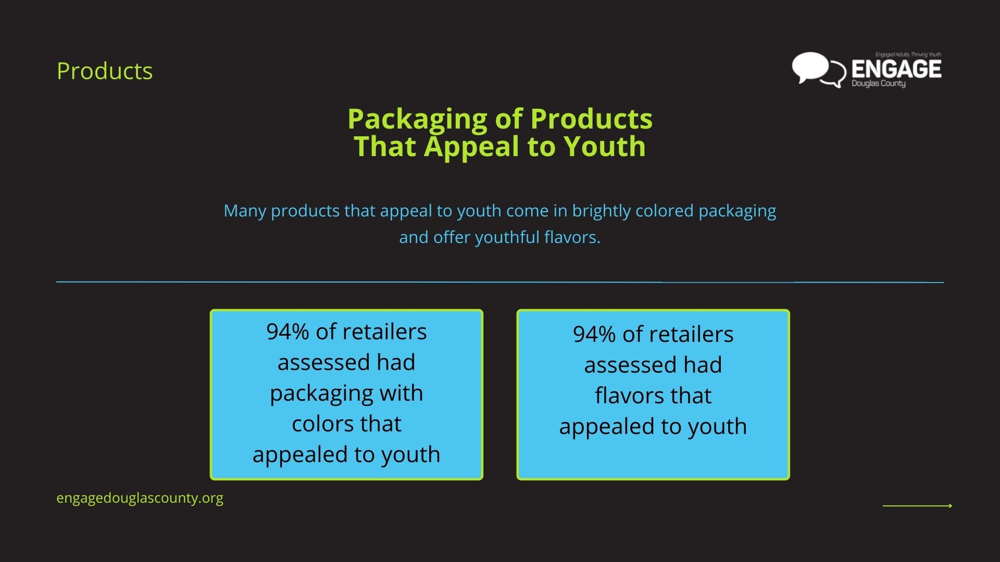 Products
Engaged Adults, Thriving Youth.
ENGAGE
Douglas County
Packaging of Products
That Appeal to Youth
Many products that appeal to youth come in brightly colored packaging
and offer youthful flavors.
94% of retailers
assessed had
packaging with
colors that
appealed to youth
94% of retailers
assessed had
flavors that
appealed to youth
engagedouglascounty.org